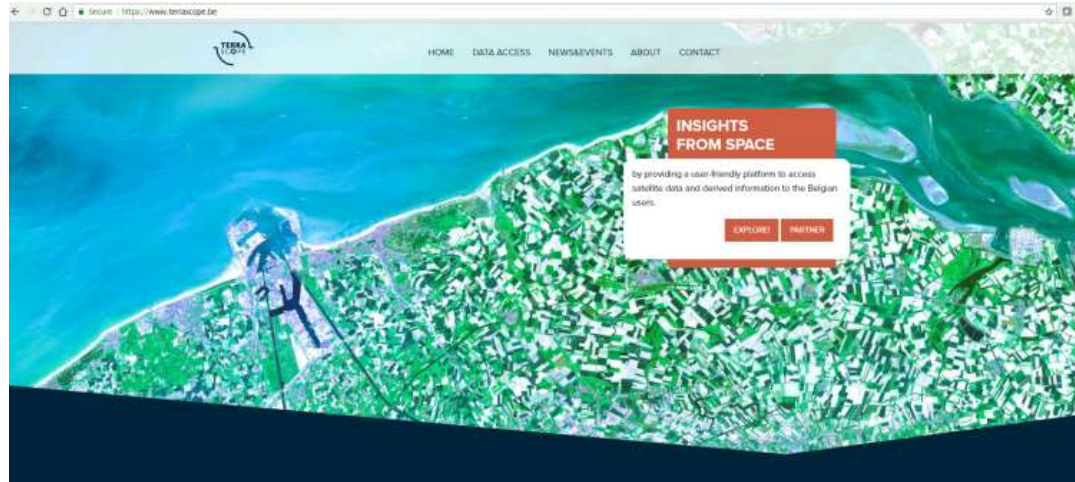 Secure | https://www.terrascope.be
TERRA
SCOPE
HOME DATA ACCESS NEWS&EVENTS ABOUT CONTACT
INSIGHTS
FROM SPACE
by providing a user-friendly platform to access
satellite data and derived information to the Belgian
users.
EXPLORE! PARTNER